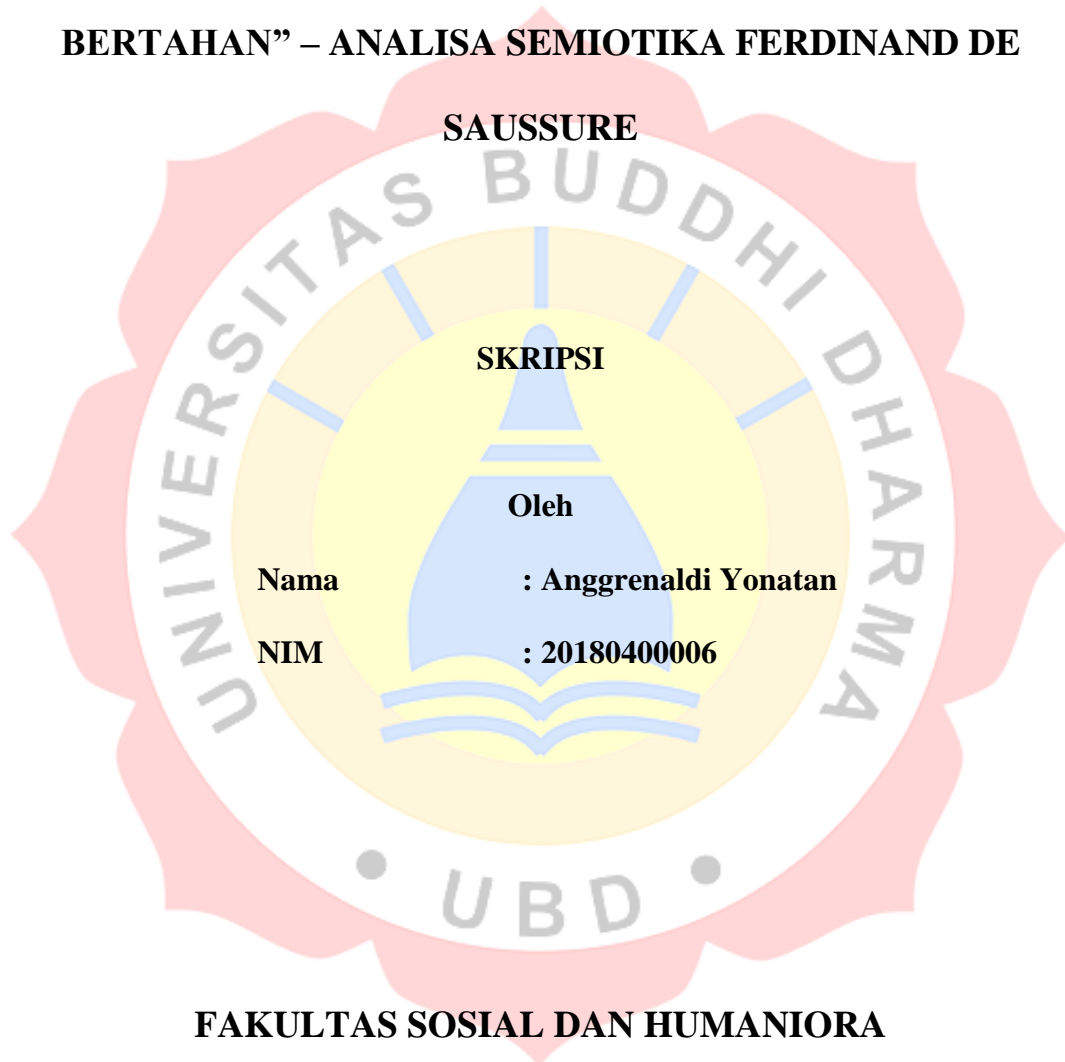 BERTAHAN” – ANALISA SEMIOTIKA FERDINAND DE
SAUSSURE
UNIVERSITAS BUDDHI DHARMA
SKRIPSI
Oleh
Nama : Anggrenaldi Yonatan
NIM : 20180400006
• UBD •
FAKULTAS SOSIAL DAN HUMANIORA